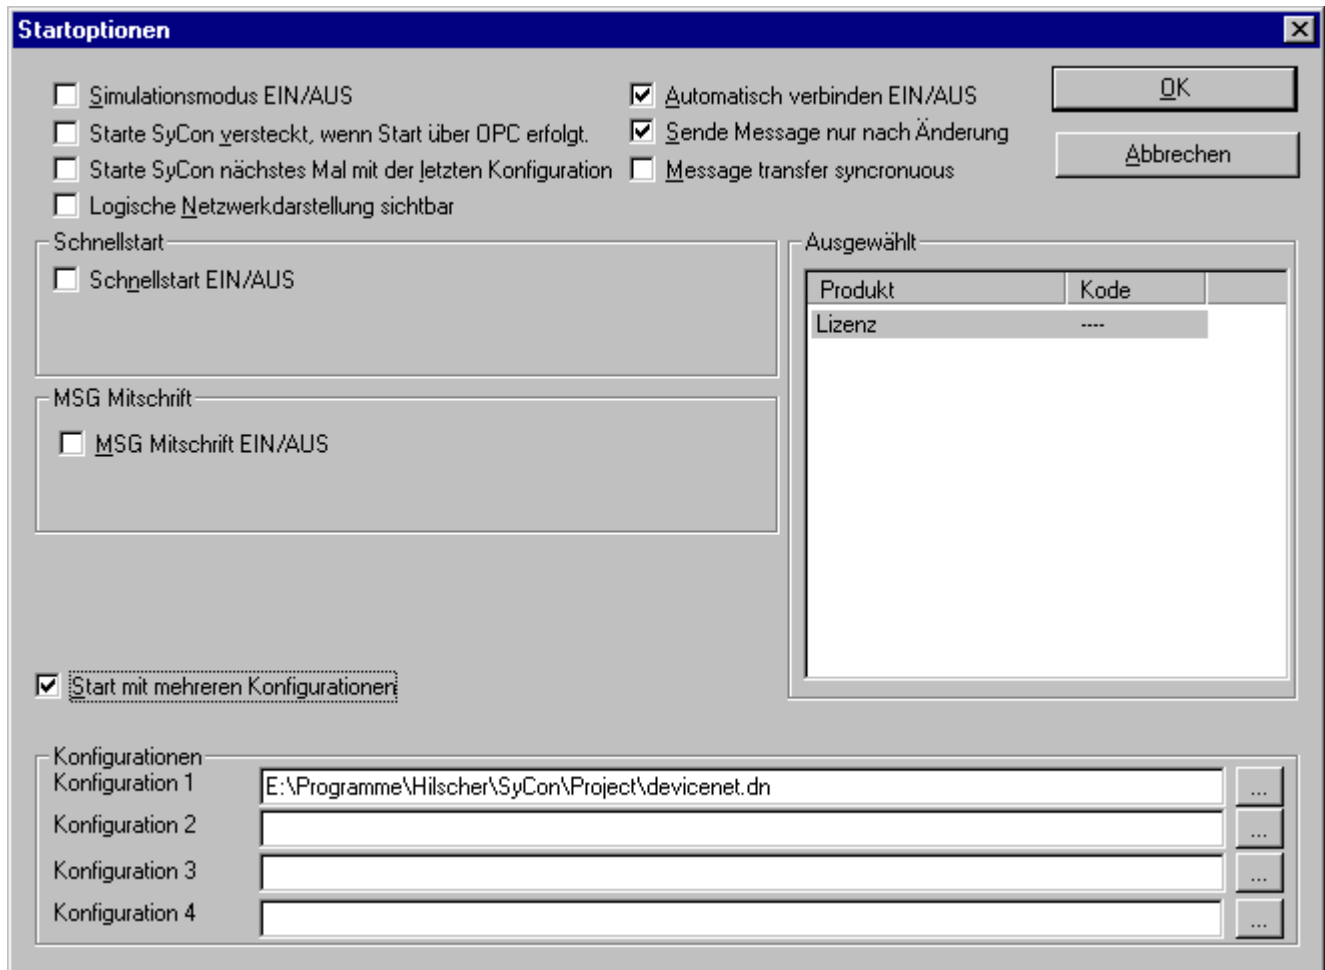 Startoptionen
Simulationsmodus EIN/AUS
Starte SyCon versteckt, wenn Start über OPC erfolgt.
Starte SyCon nächstes Mal mit der letzten Konfiguration
Logische Netzwerkdarstellung sichtbar
Automatisch verbinden EIN/AUS
Sende Message nur nach Änderung
Message transfer syncronuous
OK
Abbrechen
Schnellstart
Schnellstart EIN/AUS
MSG Mitschrift
MSG Mitschrift EIN/AUS
Ausgewählt
Produkt Kode
Lizenz ----
Start mit mehreren Konfigurationen
Konfigurationen
Konfiguration 1 E:\Programme\Hilscher\SyCon\Project\devicenet.dn ...
Konfiguration 2 ...
Konfiguration 3 ...
Konfiguration 4 ...